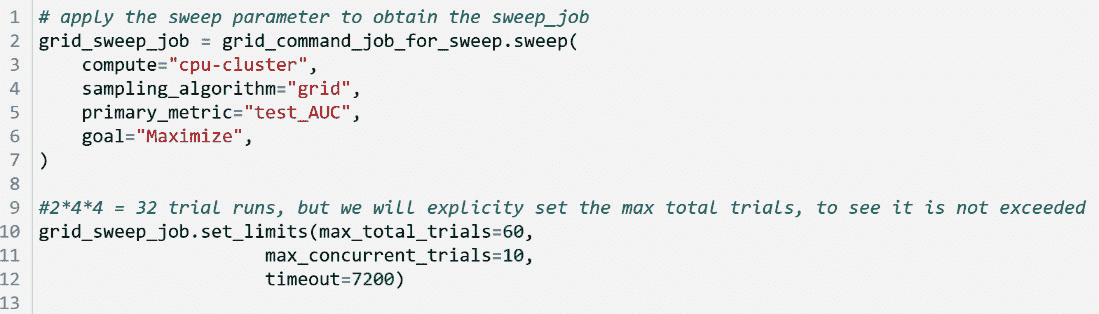 1 # apply the sweep parameter to obtain the sweep_job
2 grid_sweep_job = grid_command_job_for_sweep.sweep(
3     compute="cpu-cluster",
4     sampling_algorithm="grid",
5     primary_metric="test_AUC",
6     goal="Maximize",
7 )
8
9 #2*4*4 = 32 trial runs, but we will explicity set the max total trials, to see it is not exceeded
10 grid_sweep_job.set_limits(max_total_trials=60,
11                     max_concurrent_trials=10,
12                     timeout=7200)
13